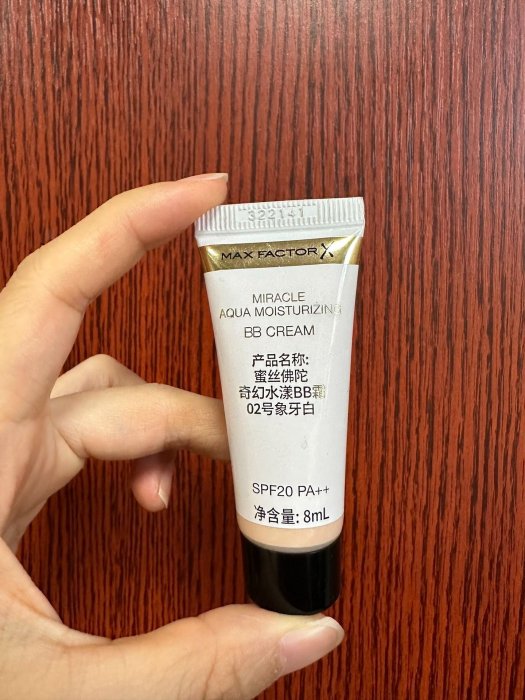 322141
MAX FACTOR X
MIRACLE
AQUA MOISTURIZING
BB CREAM
产品名称:
蜜丝佛陀
奇幻水漾BB霜
02号象牙白
SPF20 PA++
净含量: 8mL